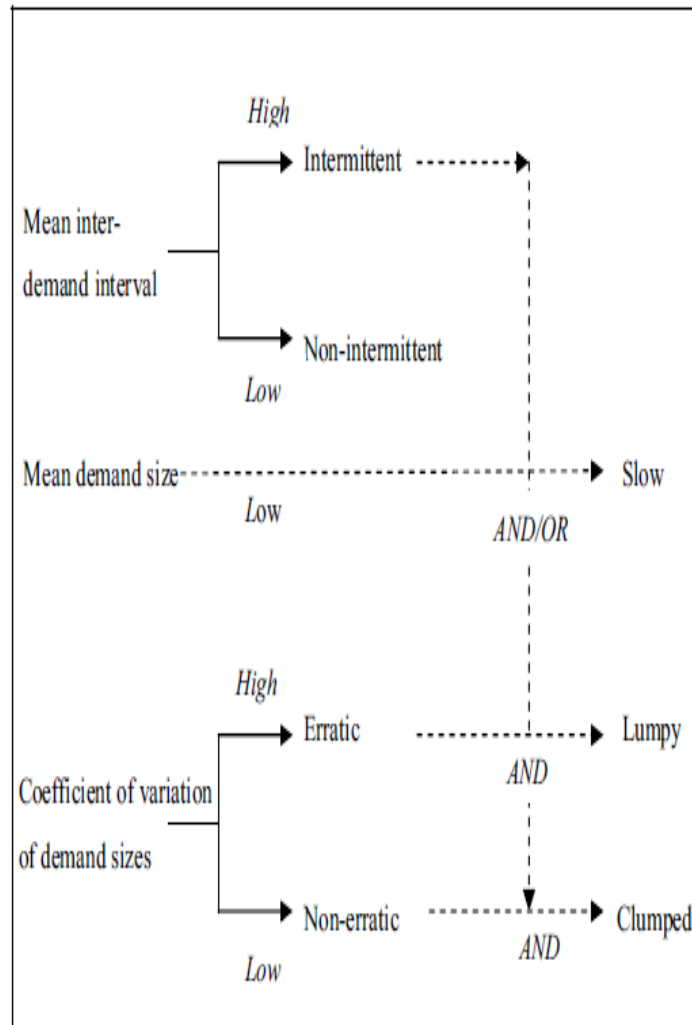 High
Intermittent
Mean inter-
demand interval
Non-intermittent
Low
Mean demand size
Slow
Low
AND/OR
High
Erratic
Lumpy
AND
Coefficient of variation
of demand sizes
Non-erratic
Clumped
AND
Low